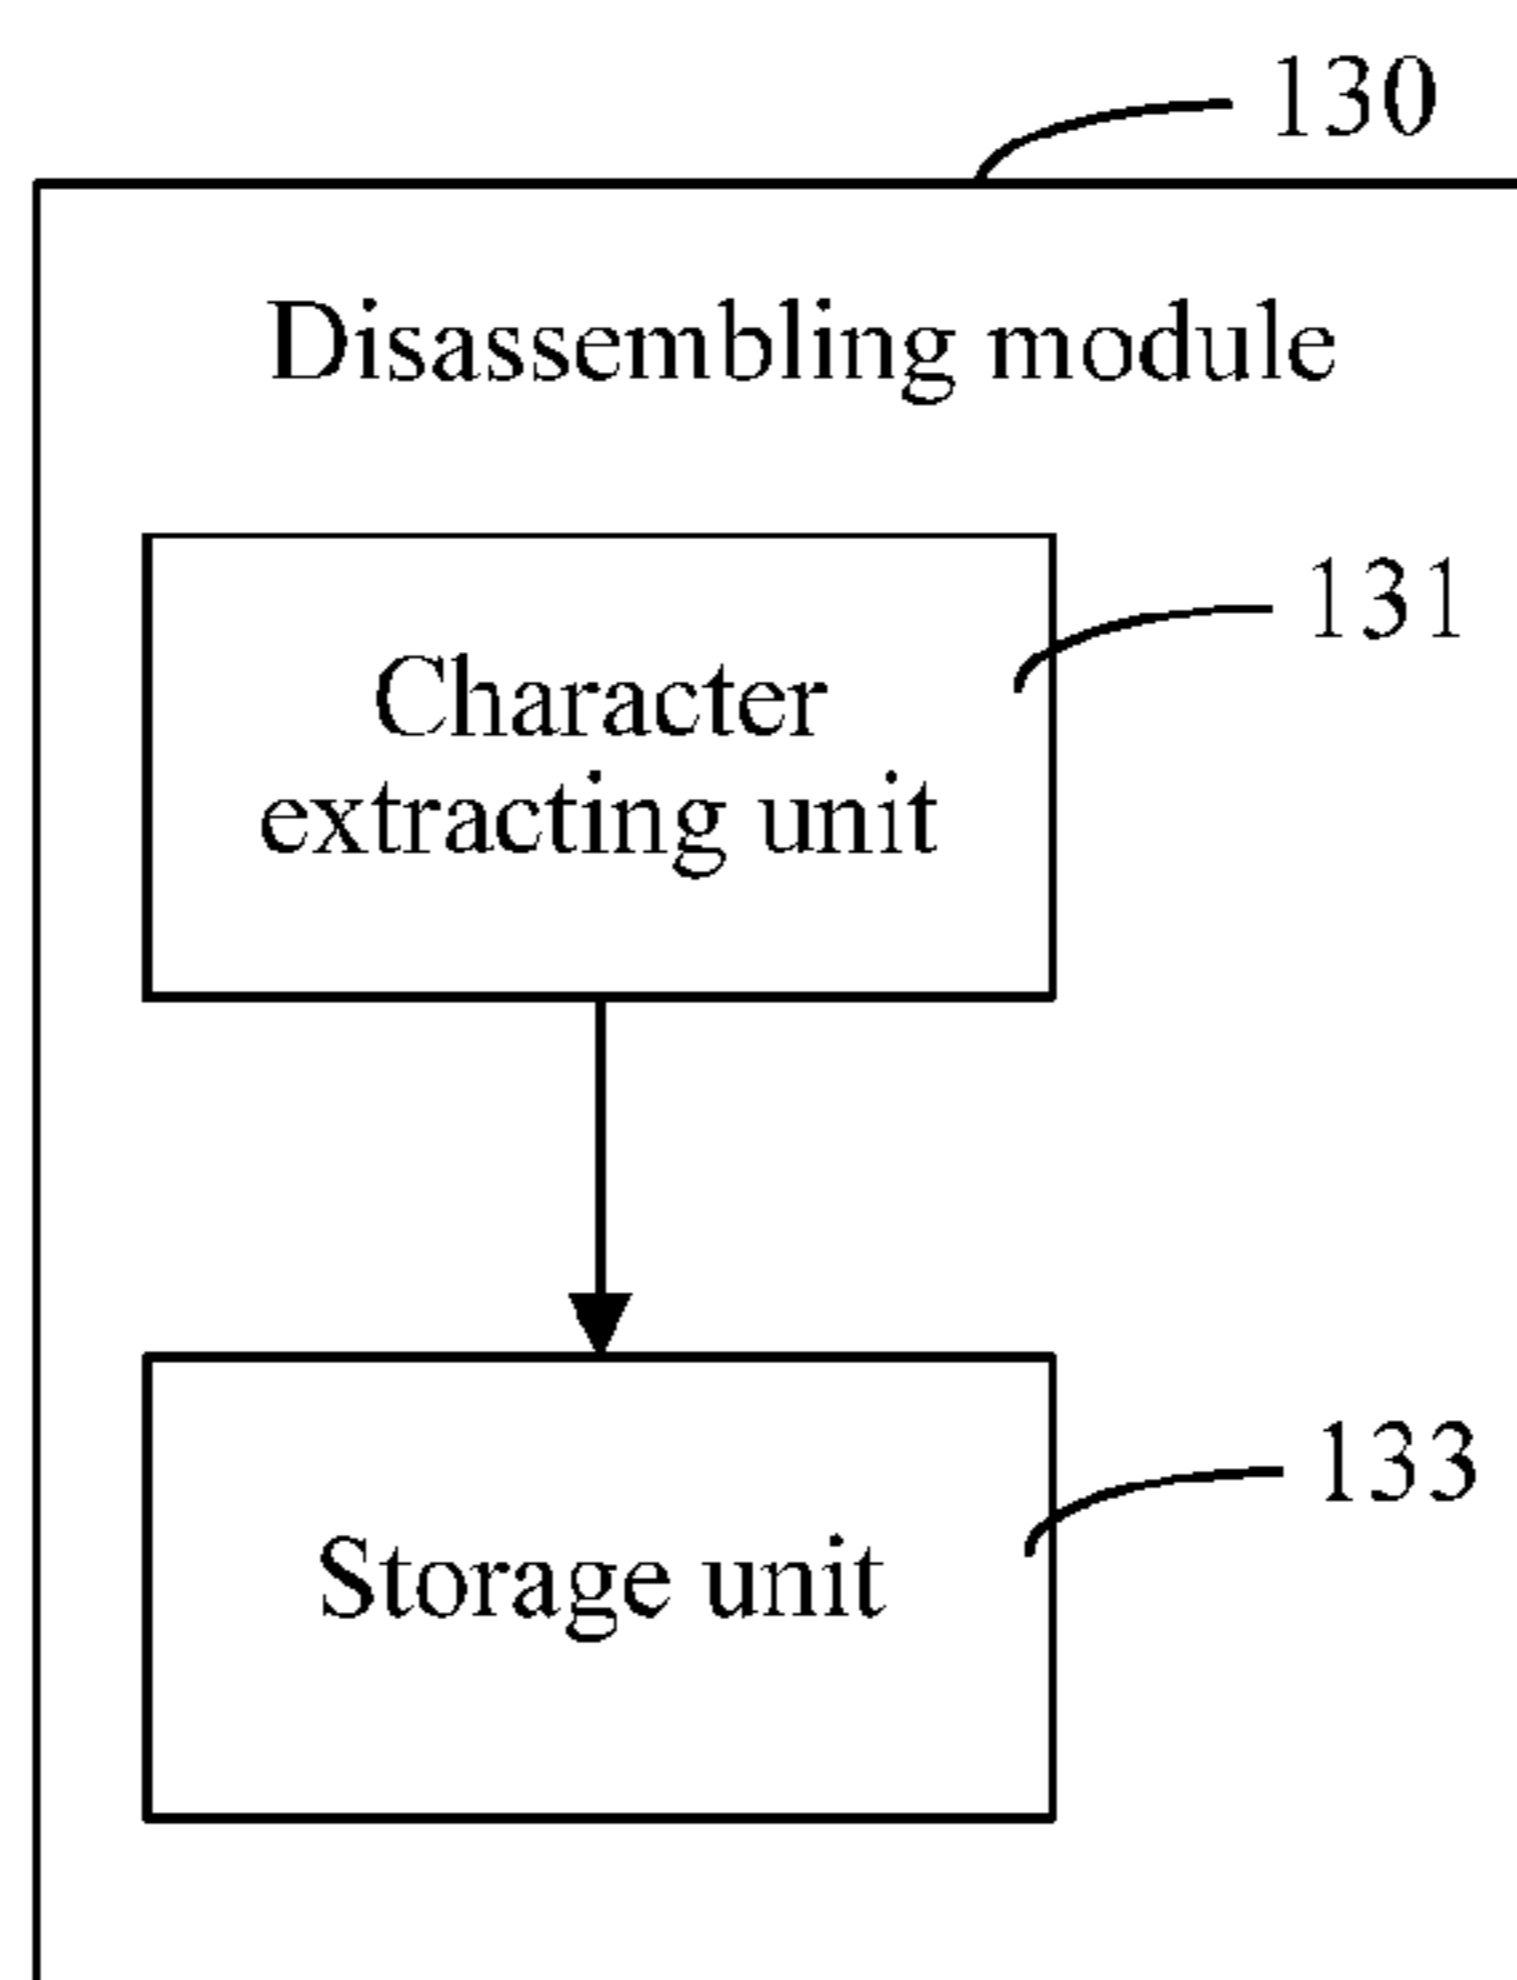 130
Disassembling module
131
Character
extracting unit
133
Storage unit